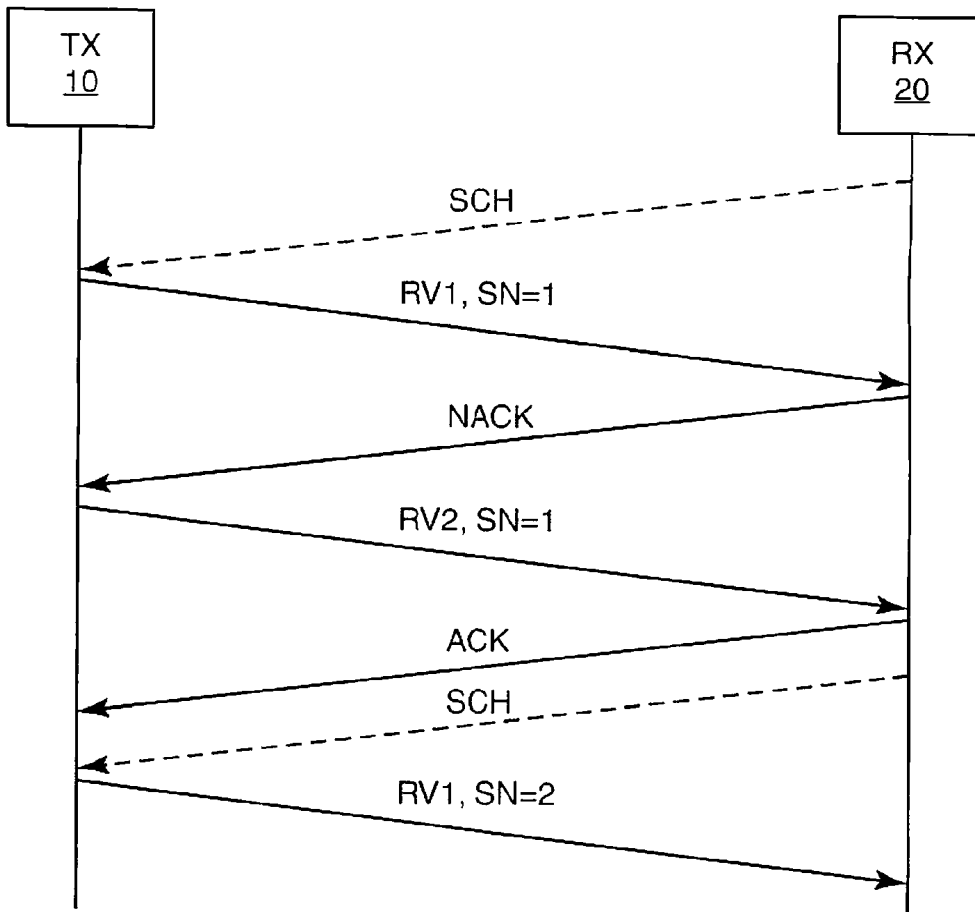 TX
10
RX
20
SCH
RV1, SN=1
NACK
RV2, SN=1
ACK
SCH
RV1, SN=2